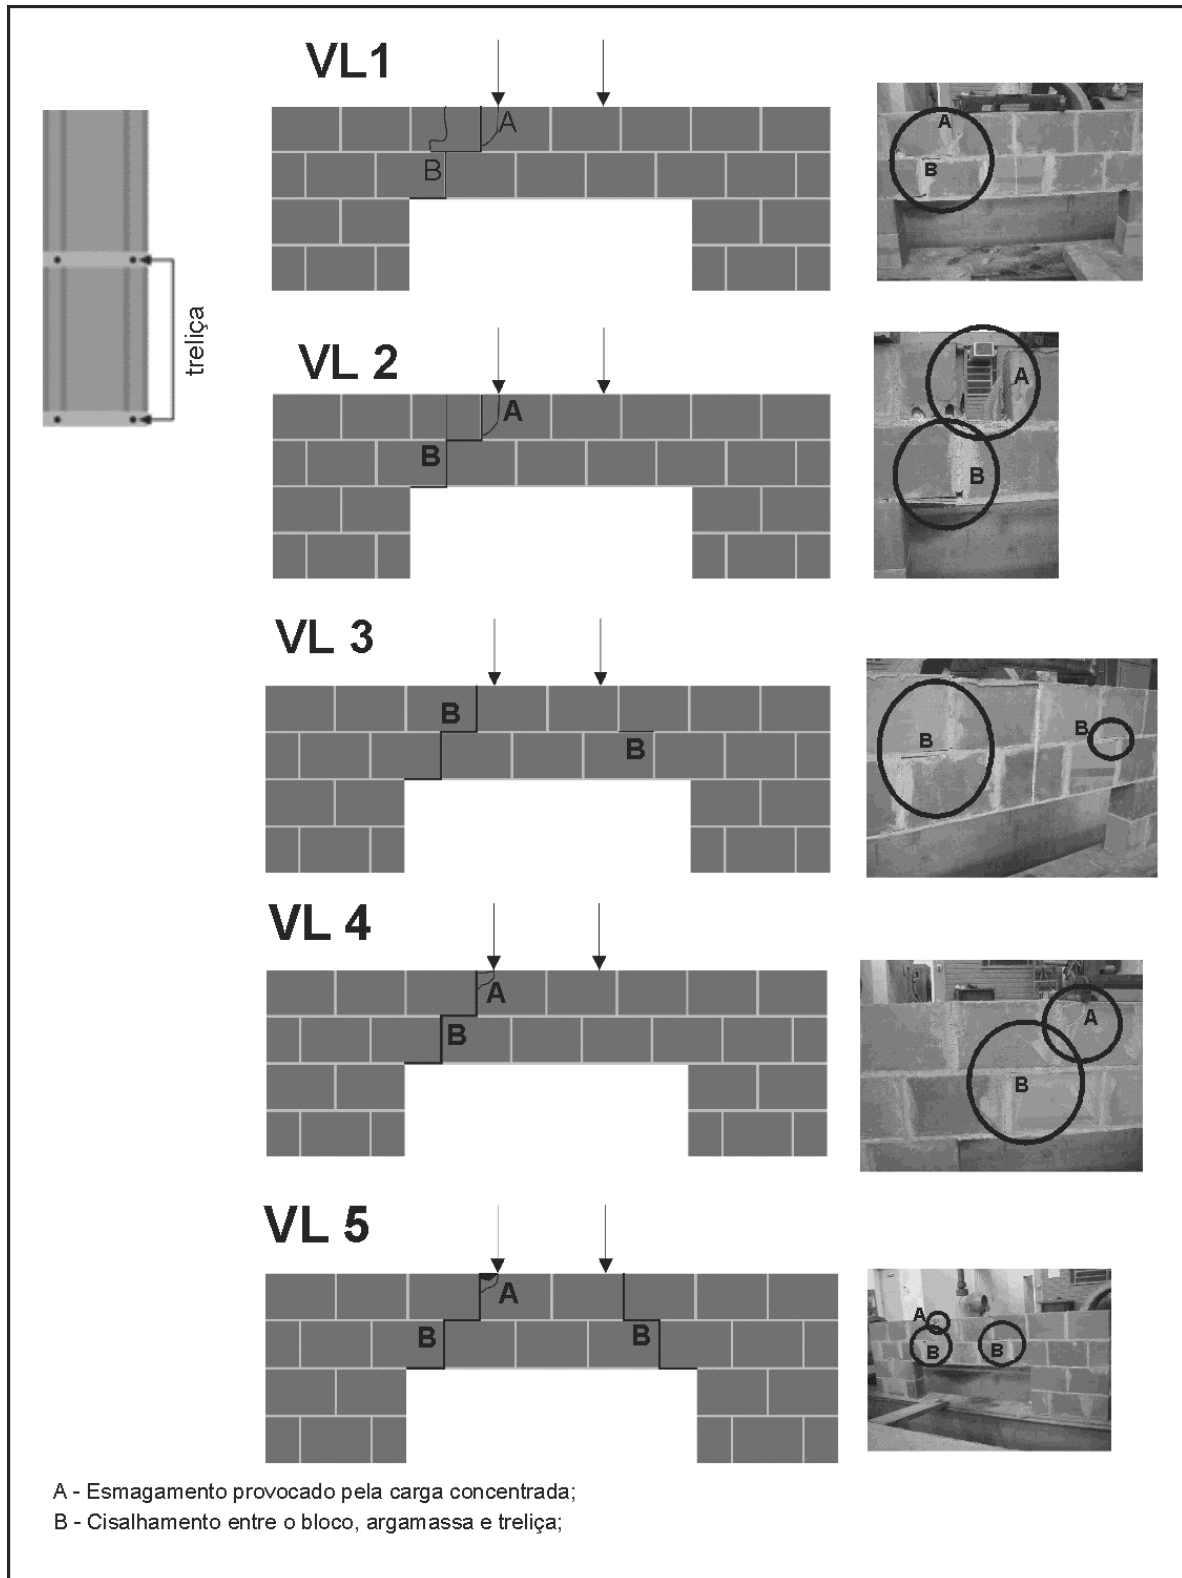 VL1
A
B
A
B
treliça
VL 2
A
B
A
B
VL 3
B
B
B
B
VL 4
A
B
A
B
VL 5
A
B
B
A
B
B
A - Esmagamento provocado pela carga concentrada;
B - Cisalhamento entre o bloco, argamassa e treliça;